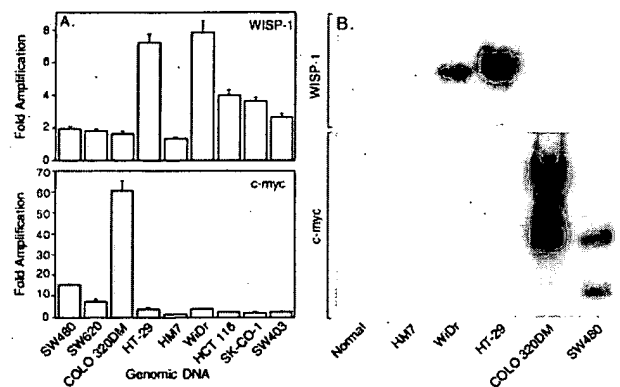 A.
WISP-1
Fold Amplification
8
6
4
2
0
c-myc
Fold Amplification
70
60
50
40
30
20
10
0
SW480
SW620
COLO 320DM
HT-29
HM7
WiDr
HCT 116
SK-CO-1
SW403
Genomic DNA
B.
WISP-1
c-myc
Normal
HM7
WiDr
HT-29
COLO 320DM
SW480